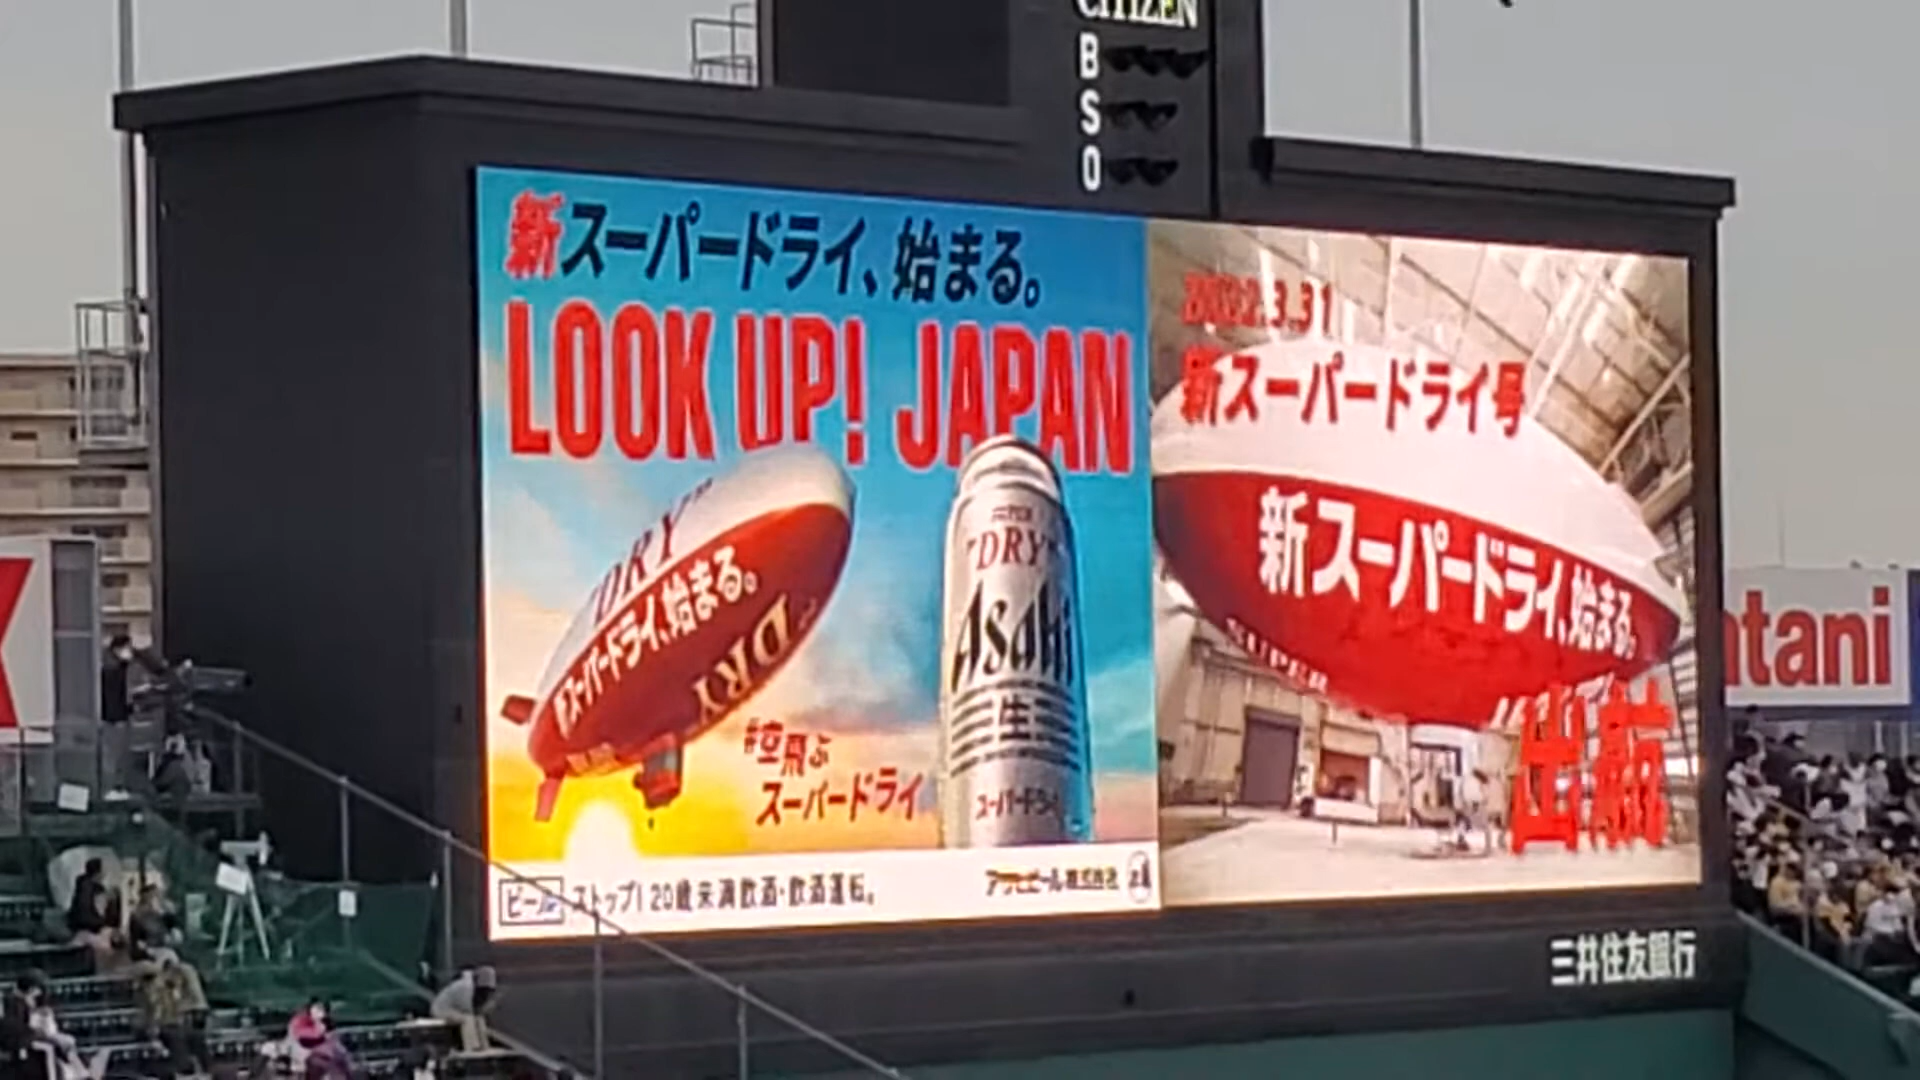 CITIZEN
B
S
O
新スーパードライ、始まる。
LOOK UP! JAPAN
DRY
スーパードライ、始まる。
DRY
#空飛ぶ
スーパードライ
SUPER
"DRY"
Asahi
生
スーパードライ
ビール ストップ!20歳未満飲酒・飲酒運転。
アサヒビール株式会社
2022.3.31
新スーパードライ号
新スーパードライ、始まる。
SUPER
出航
三井住友銀行
atani